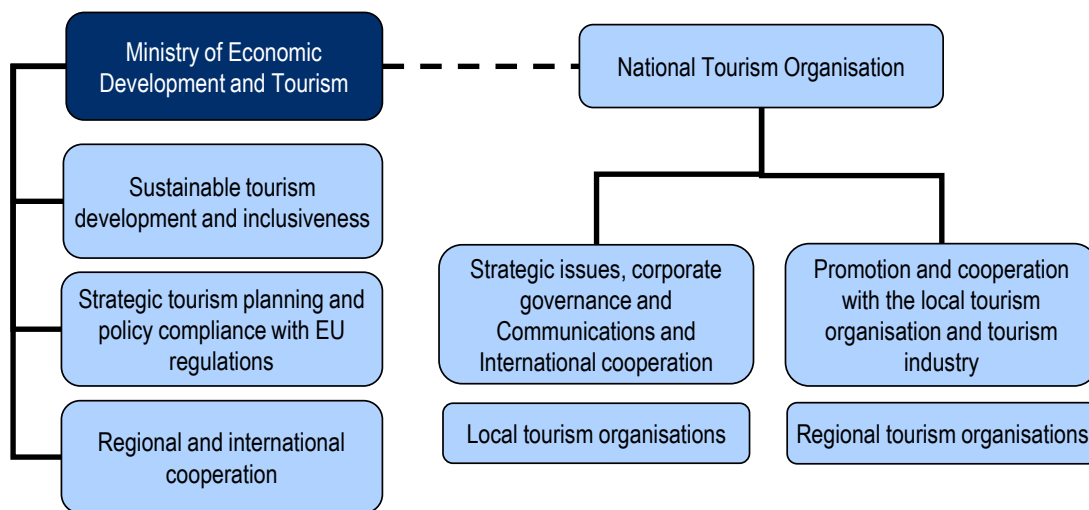 Ministry of Economic
Development and Tourism
National Tourism Organisation
Sustainable tourism
development and inclusiveness
Strategic tourism planning and
policy compliance with EU
regulations
Regional and international
cooperation
Strategic issues, corporate
governance and
Communications and
International cooperation
Promotion and cooperation
with the local tourism
organisation and tourism
industry
Local tourism organisations
Regional tourism organisations